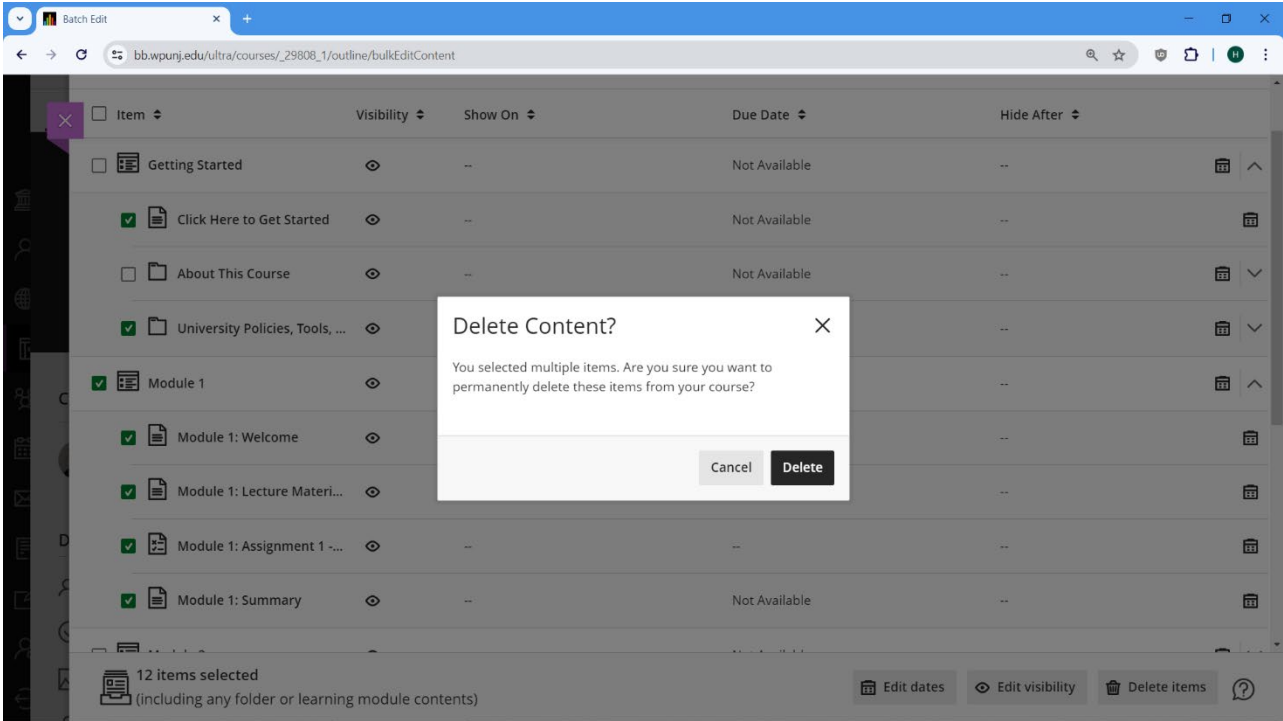 Batch Edit
bb.wpunj.edu/ultra/courses/_29808_1/outline/bulkEditContent
H
Item Visibility Show On Due Date Hide After
Getting Started -- Not Available --
Click Here to Get Started -- Not Available --
About This Course -- Not Available --
University Policies, Tools, ... --
Module 1 --
Module 1: Welcome --
Module 1: Lecture Materi... --
Module 1: Assignment 1 -... -- -- --
Module 1: Summary -- Not Available --
Delete Content?
You selected multiple items. Are you sure you want to
permanently delete these items from your course?
Cancel Delete
12 items selected
(including any folder or learning module contents)
Edit dates Edit visibility Delete items